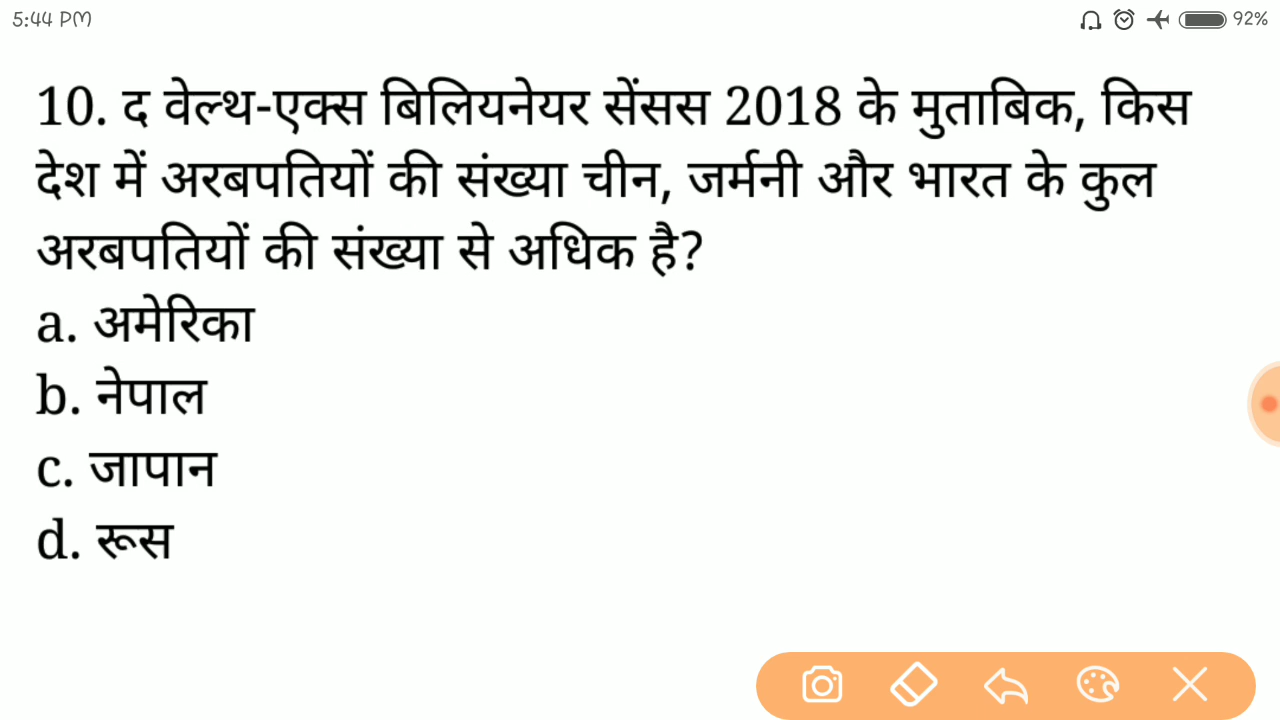 5:44 PM 92%
10. द वेल्थ-एक्स बिलियनेयर सेंसस 2018 के मुताबिक, किस
देश में अरबपतियों की संख्या चीन, जर्मनी और भारत के कुल
अरबपतियों की संख्या से अधिक है?
a. अमेरिका
b. नेपाल
c. जापान
d. रूस